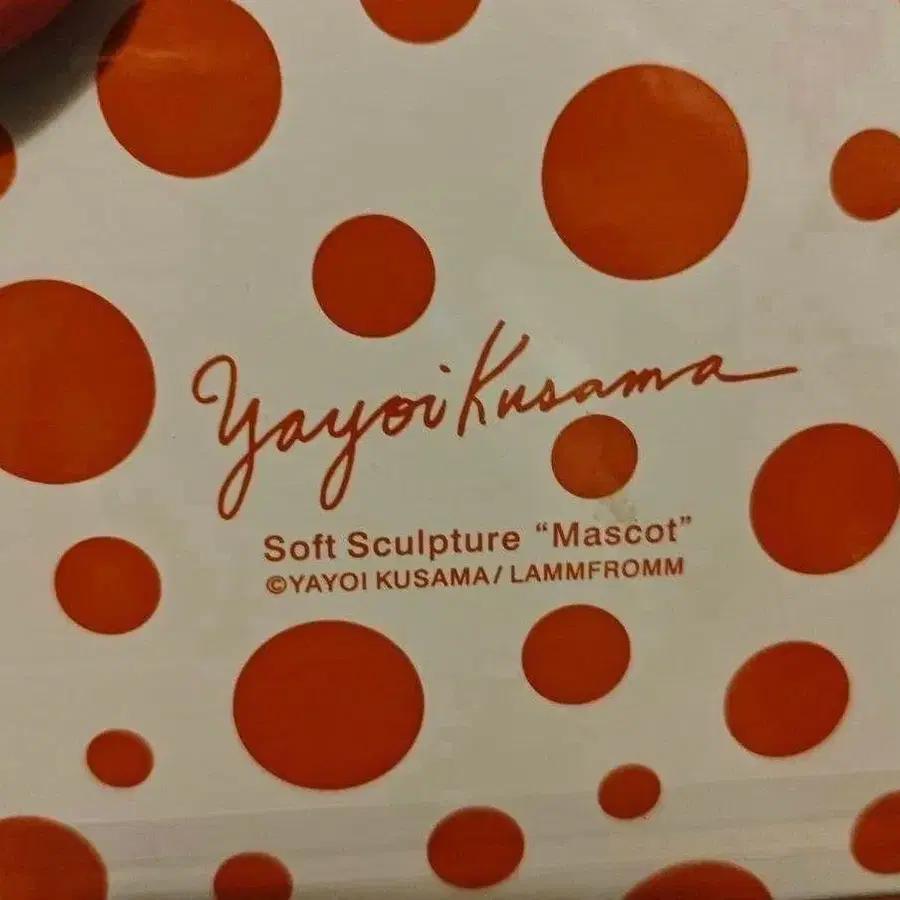 Yayoi Kusama
Soft Sculpture “Mascot”
©YAYOI KUSAMA/ LAMMFROMM